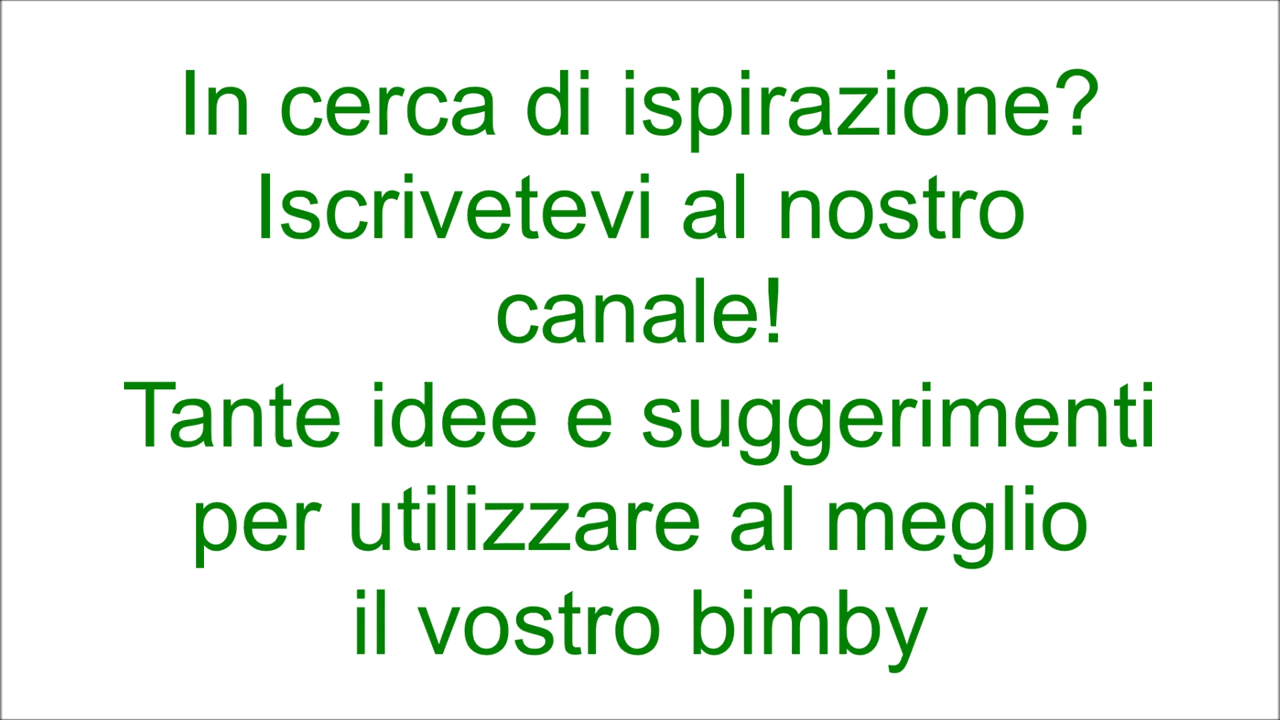 In cerca di ispirazione?
Iscrivetevi al nostro
canale!
Tante idee e suggerimenti
per utilizzare al meglio
il vostro bimby